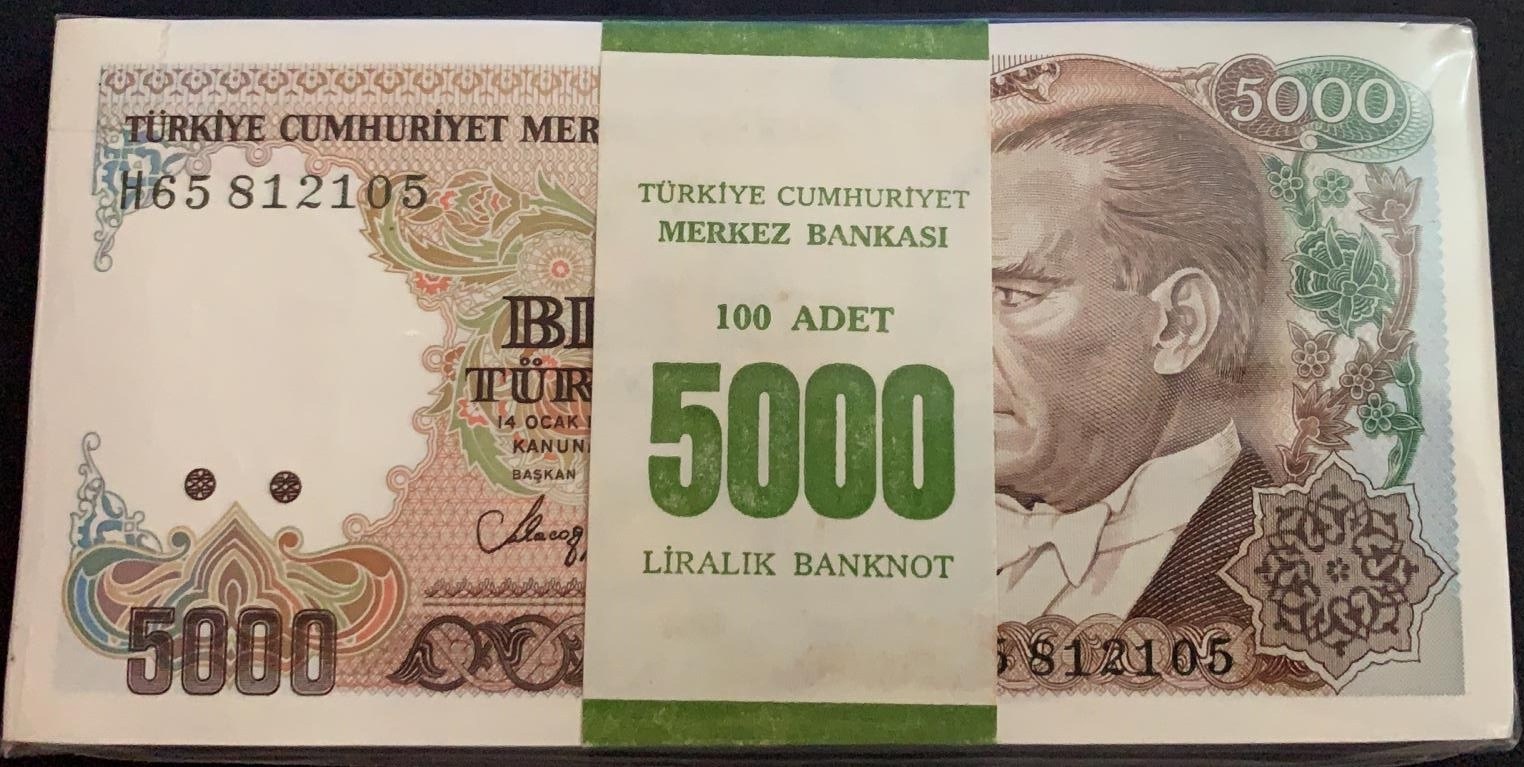 TÜRKİYE CUMHURİYET MER
H65 812105
5000
Bİ
TÜR
14 OCAK
KANUN
BAŞKAN
5000
TÜRKİYE CUMHURİYET
MERKEZ BANKASI
100 ADET
5000
LİRALIK BANKNOT
812105